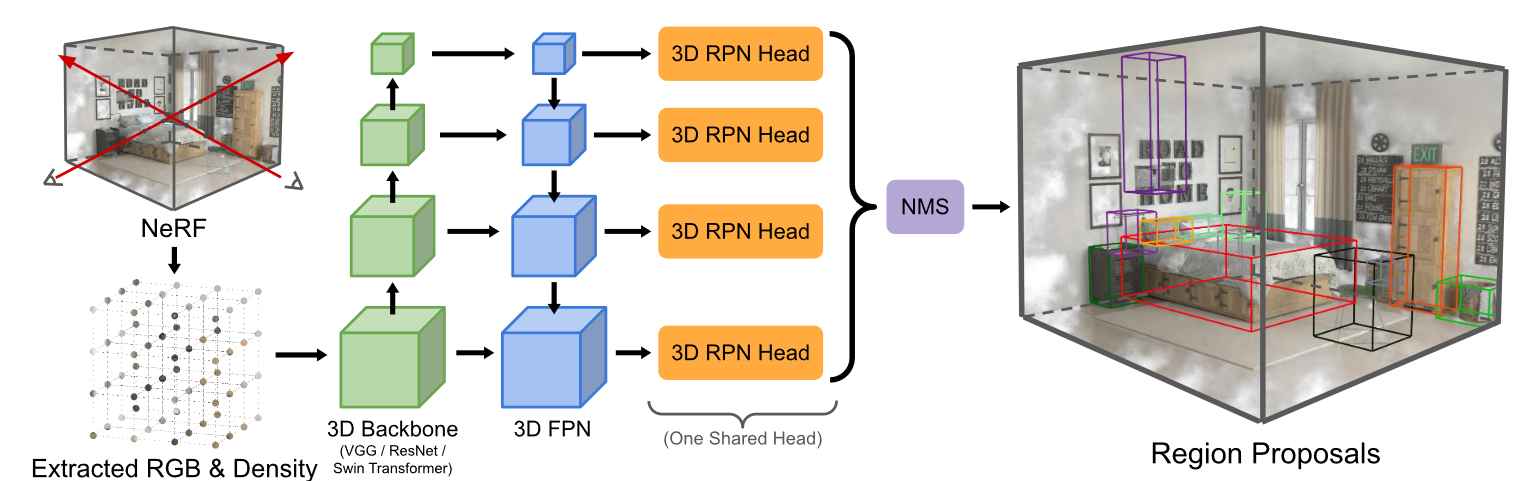 NeRF
Extracted RGB & Density
3D Backbone
(VGG / ResNet /
Swin Transformer)
3D FPN
3D RPN Head
3D RPN Head
3D RPN Head
3D RPN Head
(One Shared Head)
NMS
EXIT
Region Proposals